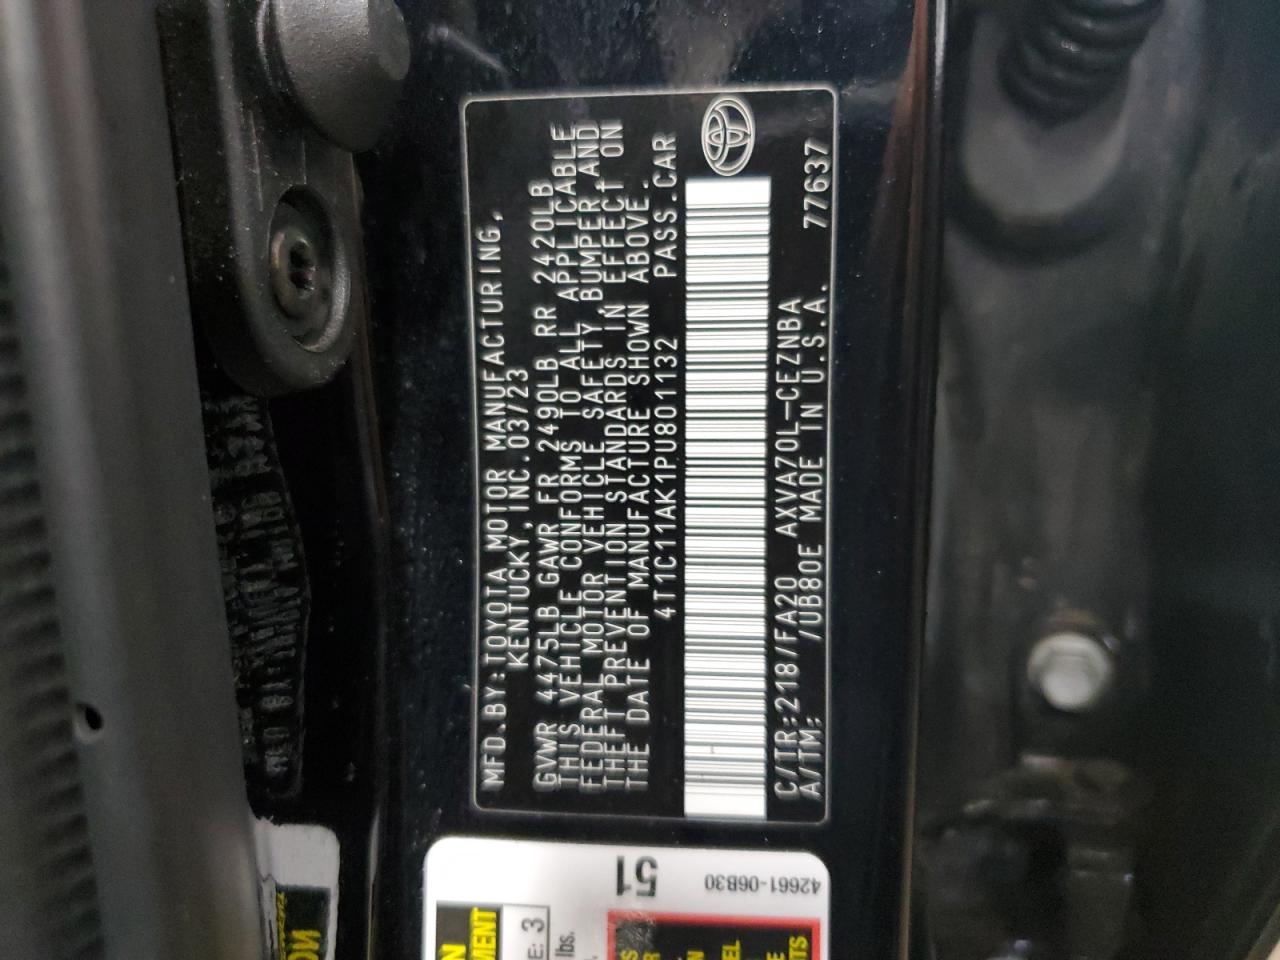 MFD.BY:TOYOTA MOTOR MANUFACTURING,
KENTUCKY,INC.03/23
GVWR 4475LB GAWR FR 2490LB RR 2420LB
THIS VEHICLE CONFORMS TO ALL APPLICABLE
FEDERAL MOTOR VEHICLE SAFETY,BUMPER,AND
THEFT PREVENTION STANDARDS IN EFFECT ON
THE DATE OF MANUFACTURE SHOWN ABOVE.
4T1C11AK1PU801132 PASS.CAR
C/TR:218/FA20 AXVA70L-CEZNBA
A/TM: /UB80E MADE IN U.S.A. 77637
51
42661-06B30
E: 3
lbs.